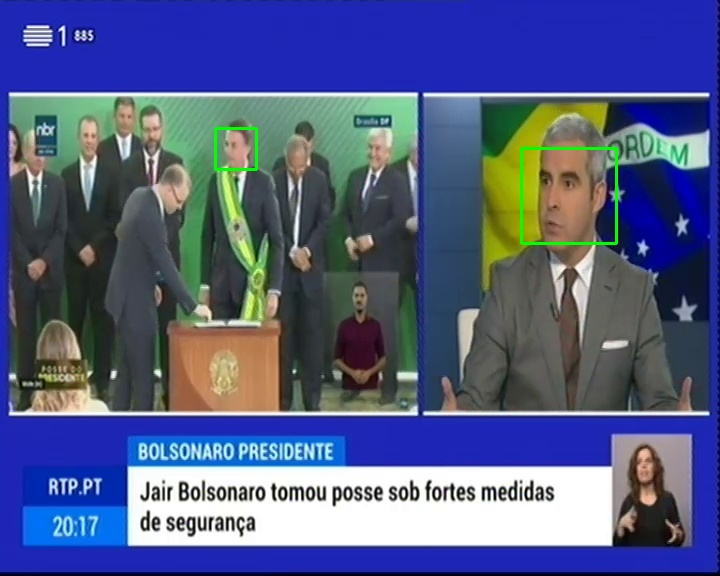 1 885
nbr
Brasília DF
ORDEM
POSSE DO
PRESIDENTE
BOLSONARO PRESIDENTE
RTP.PT
Jair Bolsonaro tomou posse sob fortes medidas
20:17
de segurança